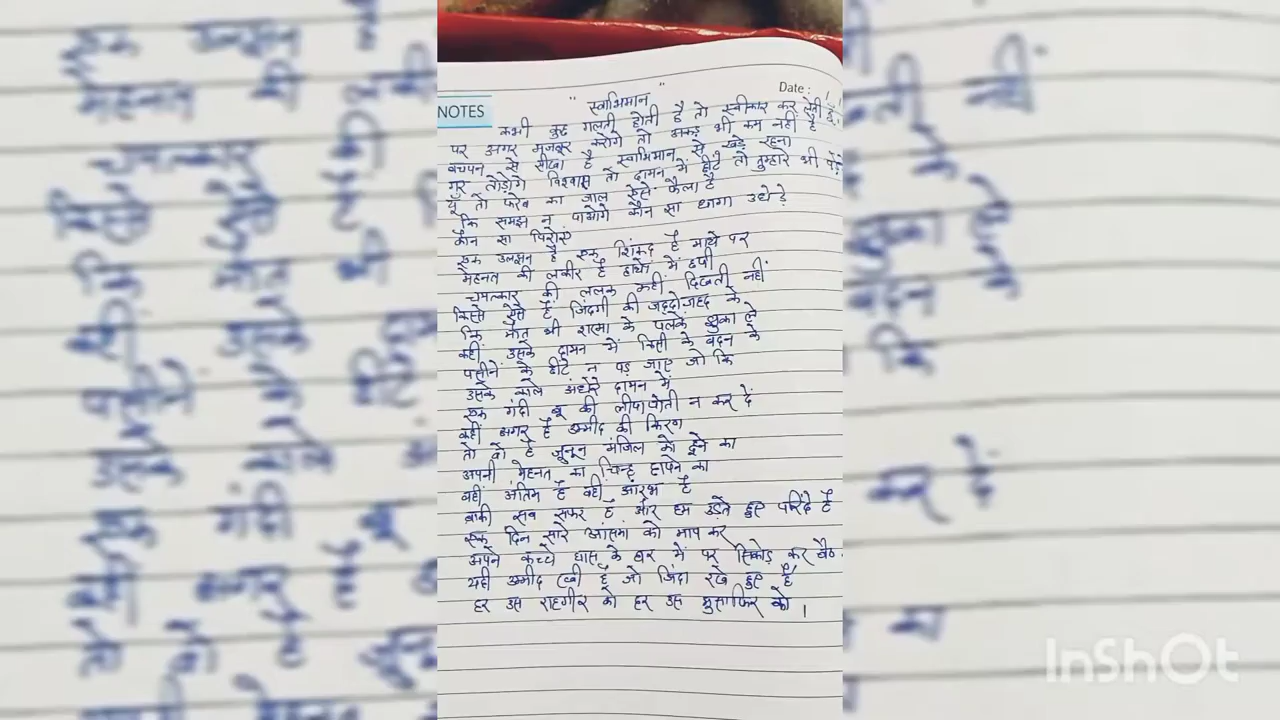 Date :
NOTES
" स्वाभिमान "
कभी कुछ गलती होती है तो स्वीकार कर लेती हूँ
पर अगर मजबूर करोगे तो अकड़ भी कम नहीं है
बचपन से सीखा है स्वाभिमान से खड़े रहना
गर तोड़ोगे विश्वास तो दामन में छींटे तो तुम्हारे भी पड़ेंगे
यूँ तो फरेब का जाल फैला है
कि समझ न पाओगे कौन सा धागा उधेड़े
कौन सा पिरोएं
एक उलझन है एक शिकन है माथे पर
मेहनत की लकीर है हाथों में छपी
चमत्कार की ललक कहीं दिखती नहीं
किस्से ऐसे हैं जिंदगी की जद्दोजहद के
कि मौत भी शरमा के पलकें झुका ले
कहीं उसके दामन में किसी के बदन के
पसीने के छींटे न पड़ जाए जो कि
उसके काले अंधेरे दामन में
एक गंदी बू की लीपापोती न कर दें
कहीं अगर है उम्मीद की किरण
तो वो है जुनून मंजिल को छूने का
अपनी मेहनत का चिन्ह छापने का
वहीं अंतिम है वही आरंभ है
बाकी सब सफर है और हम उड़ते हुए परिंदे है
एक दिन सारे आसमां को माप कर
अपने कच्चे घास के घर में पर सिकोड़ कर बैठ
यही उम्मीद ही है जो जिंदा रखे हुए है
हर उस राहगीर को हर उस मुसाफिर को ।
InShOt